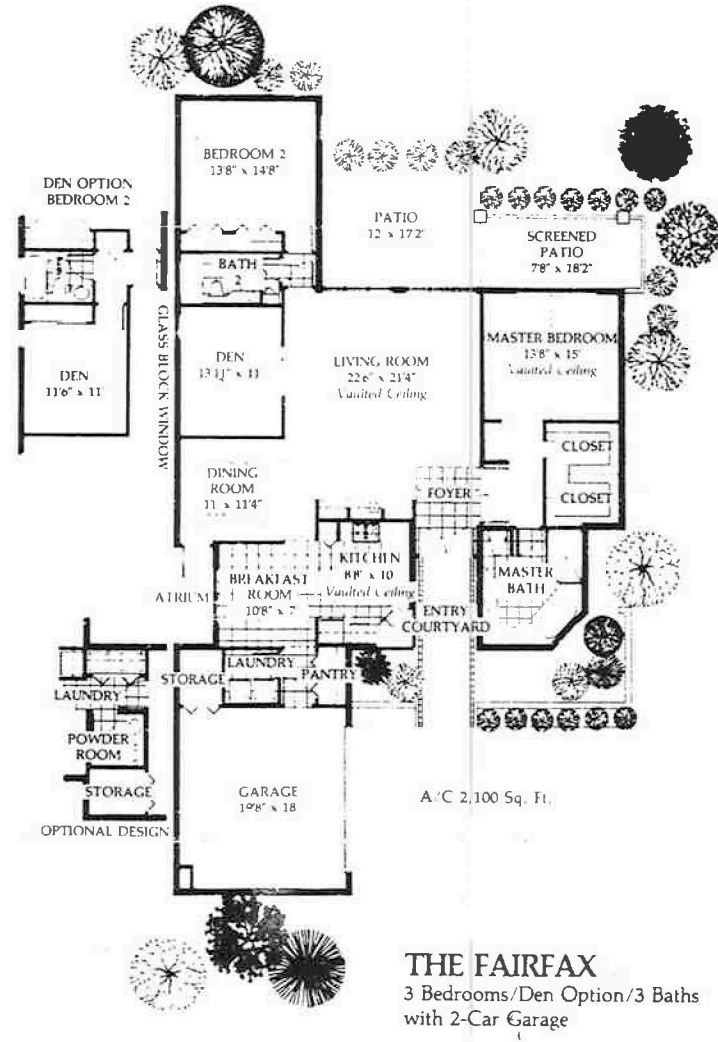 BEDROOM 2
13'8" x 14'8"
DEN OPTION
BEDROOM 2
PATIO
12 x 17'2"
SCREENED
PATIO
7'8" x 18'2"
BATH
2
GLASS BLOCK WINDOW
DEN
11'6" x 11'
DEN
LIVING ROOM
22'6" x 21'4"
Vaulted Ceiling
MASTER BEDROOM
13'8" x 15'
Vaulted Ceiling
CLOSET
CLOSET
DINING
ROOM
11 x 11'4"
FOYER
KITCHEN
8'8" x 10
Vaulted Ceiling
BREAKFAST
ROOM
10'8" x 7'
ATRIUM
MASTER
BATH
ENTRY
COURTYARD
STORAGE
LAUNDRY
PANTRY
LAUNDRY
POWDER
ROOM
STORAGE
OPTIONAL DESIGN
GARAGE
19'8" x 18
A/C 2,100 Sq. Ft.
THE FAIRFAX
3 Bedrooms/Den Option/3 Baths
with 2-Car Garage